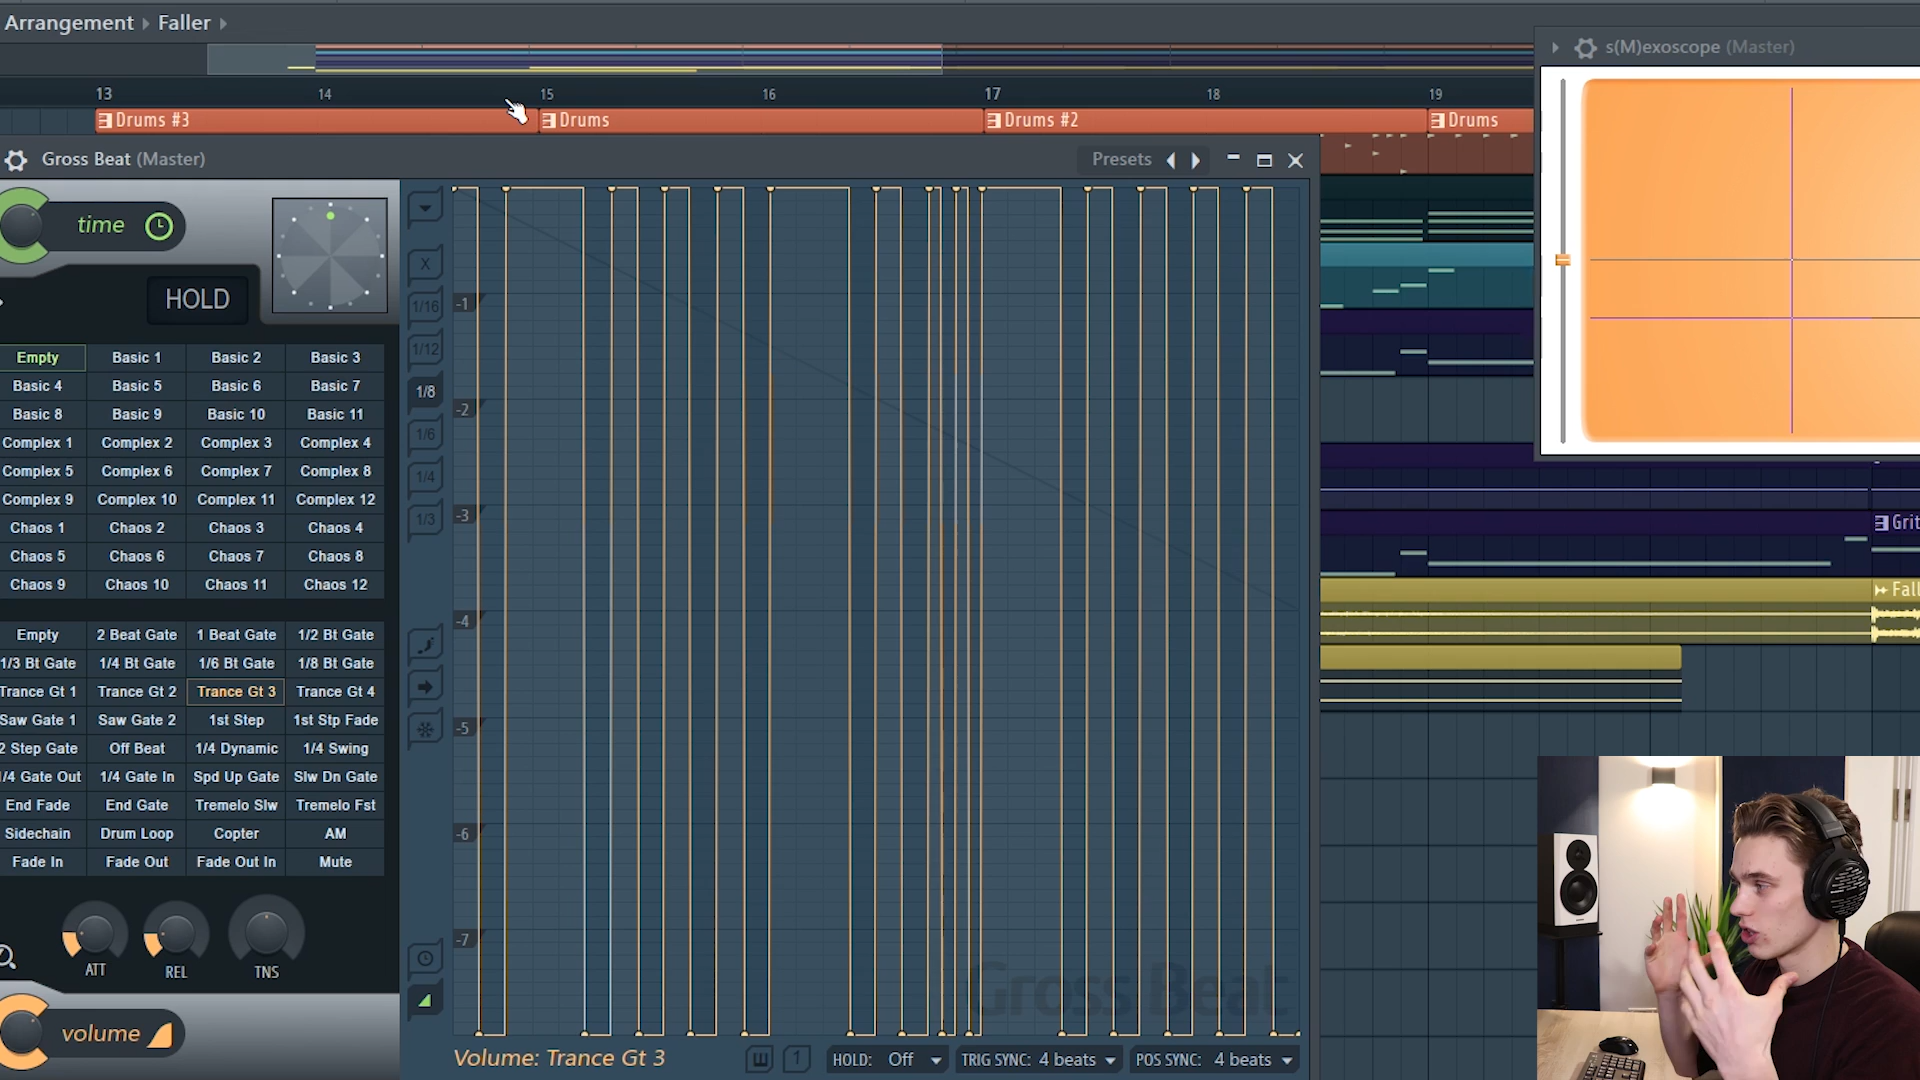 Arrangement Faller
s(M)exoscope (Master)
13 14 15 16 17 18 19
Drums #3 Drums Drums #2 Drums
Gross Beat (Master) Presets
time
HOLD
Empty Basic 1 Basic 2 Basic 3
Basic 4 Basic 5 Basic 6 Basic 7
Basic 8 Basic 9 Basic 10 Basic 11
Complex 1 Complex 2 Complex 3 Complex 4
Complex 5 Complex 6 Complex 7 Complex 8
Complex 9 Complex 10 Complex 11 Complex 12
Chaos 1 Chaos 2 Chaos 3 Chaos 4
Chaos 5 Chaos 6 Chaos 7 Chaos 8
Chaos 9 Chaos 10 Chaos 11 Chaos 12
Empty 2 Beat Gate 1 Beat Gate 1/2 Bt Gate
1/3 Bt Gate 1/4 Bt Gate 1/6 Bt Gate 1/8 Bt Gate
Trance Gt 1 Trance Gt 2 Trance Gt 3 Trance Gt 4
Saw Gate 1 Saw Gate 2 1st Step 1st Stp Fade
2 Step Gate Off Beat 1/4 Dynamic 1/4 Swing
/4 Gate Out 1/4 Gate In Spd Up Gate Slw Dn Gate
End Fade End Gate Tremelo Slw Tremelo Fst
Sidechain Drum Loop Copter AM
Fade In Fade Out Fade Out In Mute
ATT REL TNS
volume
X
1/16
1/12
1/8
1/6
1/4
1/3
-1
-2
-3
-4
-5
-6
-7
Gross Beat
Volume: Trance Gt 3
1
HOLD: Off TRIG SYNC: 4 beats POS SYNC: 4 beats
Grit
Fall